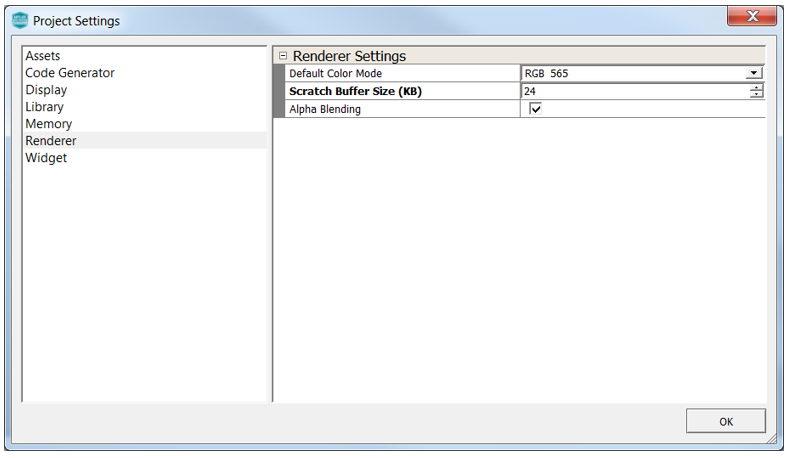 Project Settings
Assets
Code Generator
Display
Library
Memory
Renderer
Widget
Renderer Settings
Default Color Mode RGB 565
Scratch Buffer Size (KB) 24
Alpha Blending
OK